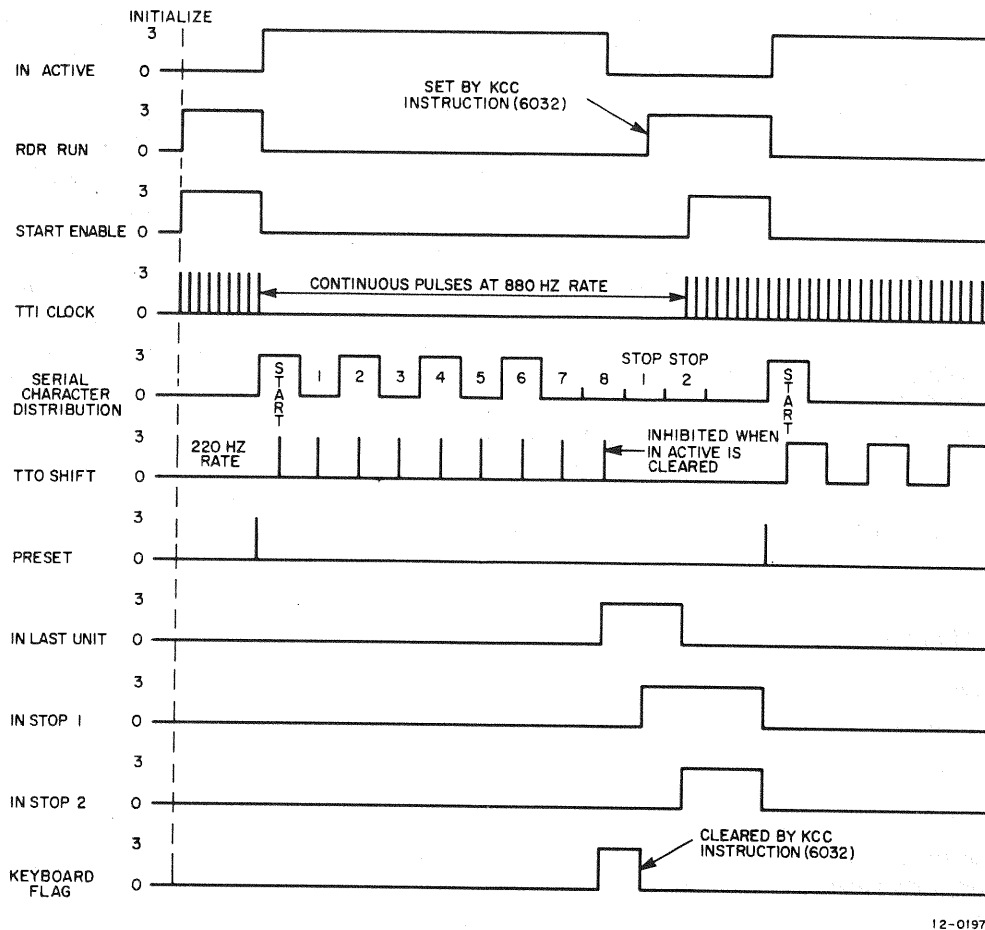 INITIALIZE
3
IN ACTIVE 0
SET BY KCC
INSTRUCTION (6032)
3
RDR RUN 0
3
START ENABLE 0
3
CONTINUOUS PULSES AT 880 HZ RATE
TTI CLOCK 0
3
SERIAL
CHARACTER
DISTRIBUTION
0
START 1 2 3 4 5 6 7 8 STOP 1 STOP 2 START
3
220 HZ
RATE
INHIBITED WHEN
IN ACTIVE IS
CLEARED
TTO SHIFT 0
3
PRESET 0
3
IN LAST UNIT 0
3
IN STOP 1 0
3
IN STOP 2 0
3
CLEARED BY KCC
INSTRUCTION (6032)
KEYBOARD
FLAG
0
12-0197